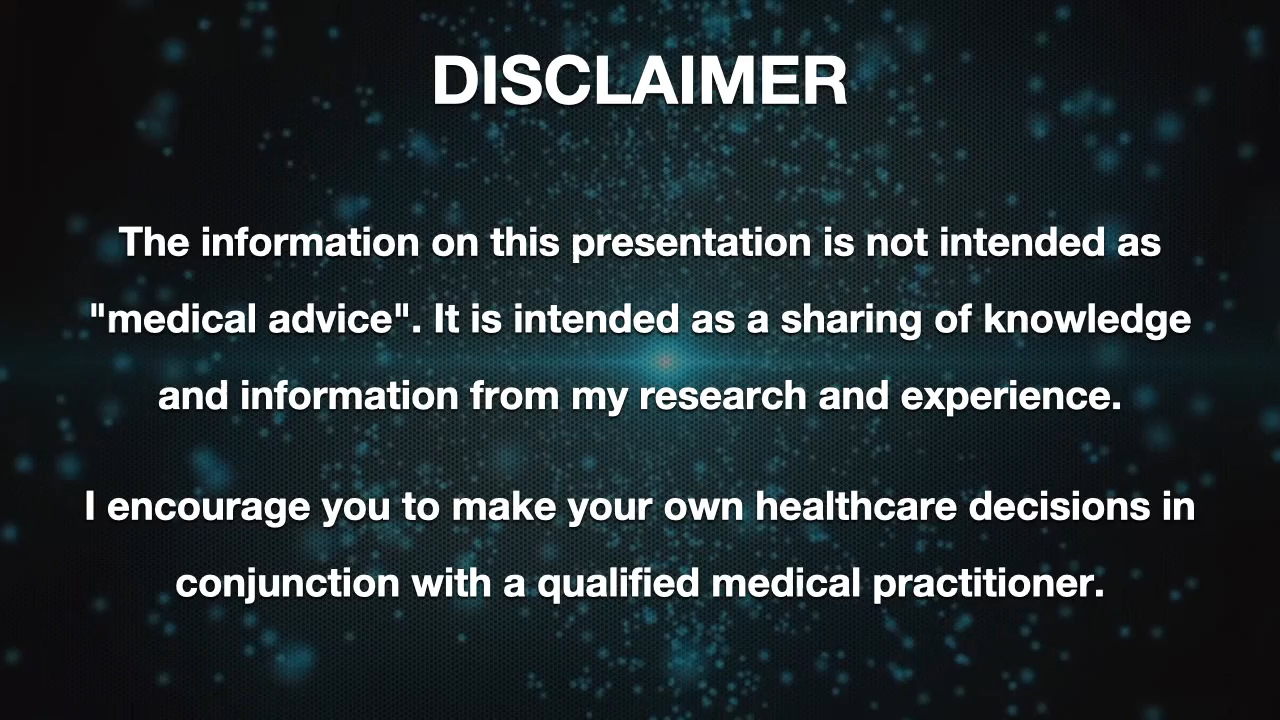 DISCLAIMER
The information on this presentation is not intended as
"medical advice". It is intended as a sharing of knowledge
and information from my research and experience.
I encourage you to make your own healthcare decisions in
conjunction with a qualified medical practitioner.